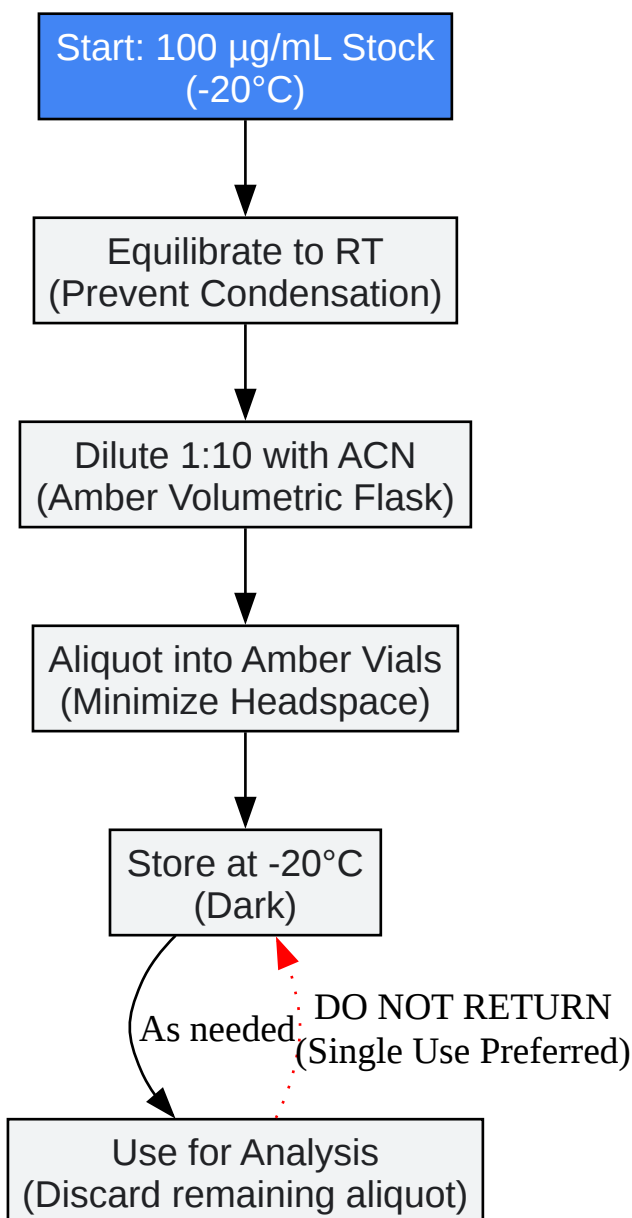 Start: 100 µg/mL Stock
(-20°C)
Equilibrate to RT
(Prevent Condensation)
Dilute 1:10 with ACN
(Amber Volumetric Flask)
Aliquot into Amber Vials
(Minimize Headspace)
Store at -20°C
(Dark)
As needed
DO NOT RETURN
(Single Use Preferred)
Use for Analysis
(Discard remaining aliquot)